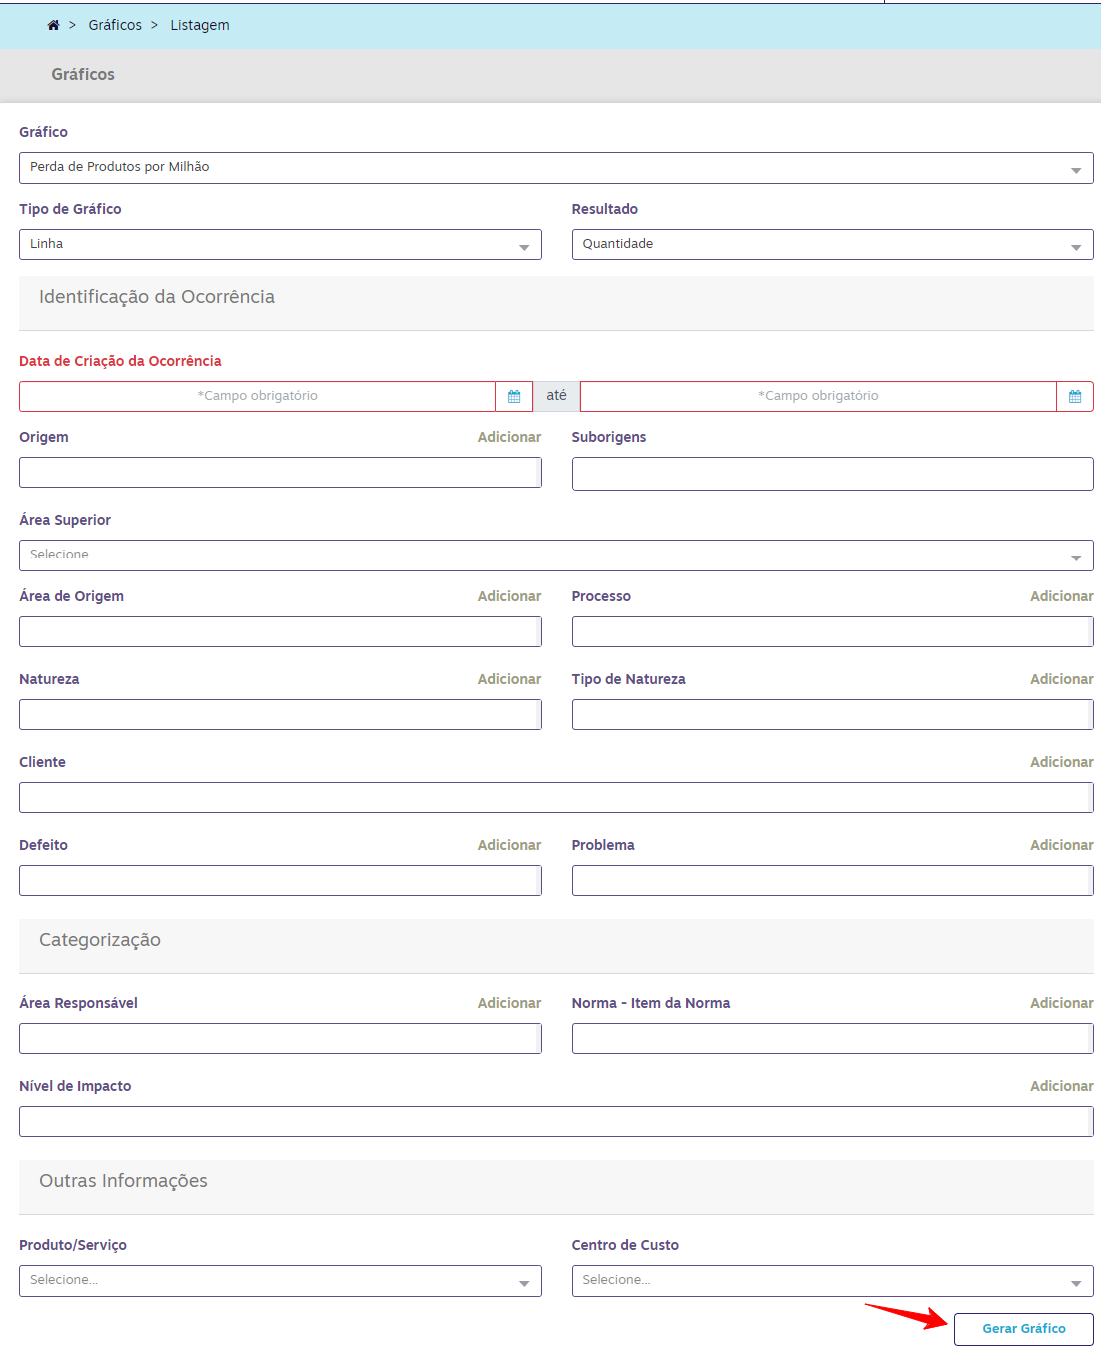 > Gráficos > Listagem
Gráficos
Gráfico
Perda de Produtos por Milhão
Tipo de Gráfico Resultado
Linha Quantidade
Identificação da Ocorrência
Data de Criação da Ocorrência
*Campo obrigatório até *Campo obrigatório
Origem Adicionar Suborigens
Área Superior
Selecione
Área de Origem Adicionar Processo Adicionar
Natureza Adicionar Tipo de Natureza Adicionar
Cliente Adicionar
Defeito Adicionar Problema Adicionar
Categorização
Área Responsável Adicionar Norma - Item da Norma Adicionar
Nível de Impacto Adicionar
Outras Informações
Produto/Serviço Centro de Custo
Selecione... Selecione...
Gerar Gráfico